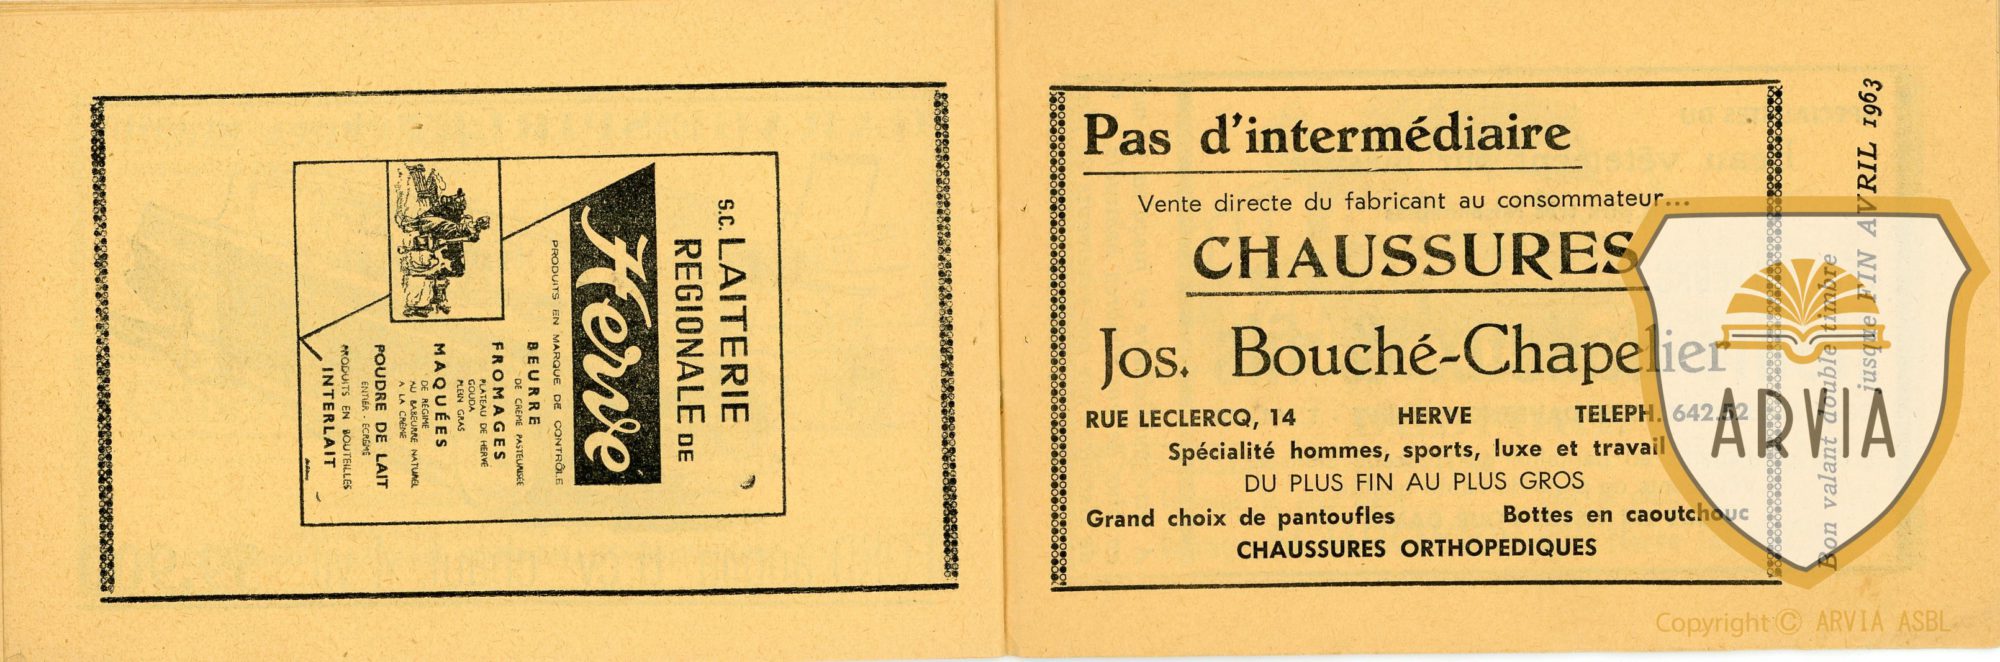 S.C. LAITERIE
REGIONALE DE
Herve
PRODUITS EN MARQUE DE CONTRÔLE
BEURRE
DE CRÈME PASTEURISÉE
FROMAGES
PLATEAU DE HERVE
GOUDA
PLEIN GRAS
MAQUÉES
DE RÉGIME
AU BABEURRE NATUREL
A LA CRÈME
POUDRE DE LAIT
ENTIER - ECRÈMÉ
PRODUITS EN BOUTEILLES
INTERLAIT
Pas d'intermédiaire
Vente directe du fabricant au consommateur...
CHAUSSURES
Jos. Bouché-Chapelier
RUE LECLERCQ, 14 HERVE TELEPH. 642.52
Spécialité hommes, sports, luxe et travail
DU PLUS FIN AU PLUS GROS
Grand choix de pantoufles Bottes en caoutchouc
CHAUSSURES ORTHOPEDIQUES
Bon valant double timbre
jusque FIN AVRIL 1963
ARVIA
Copyright © ARVIA ASBL